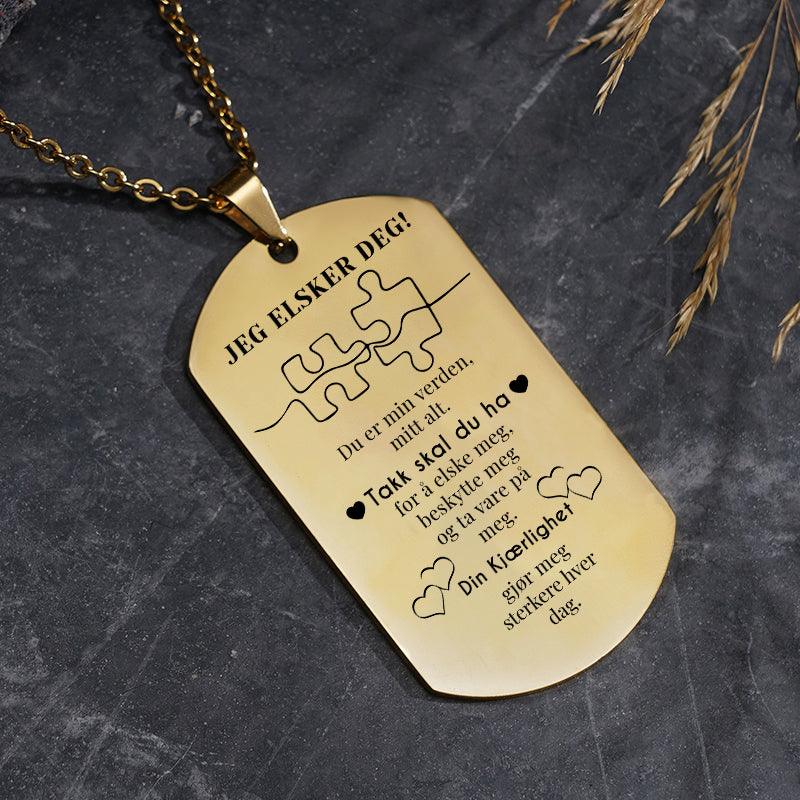 JEG ELSKER DEG!
Du er min verden,
mitt alt.
Takk skal du ha
for å elske meg,
beskytte meg
og ta vare på
meg.
Din Kjærlighet
gjør meg
sterkere hver
dag.